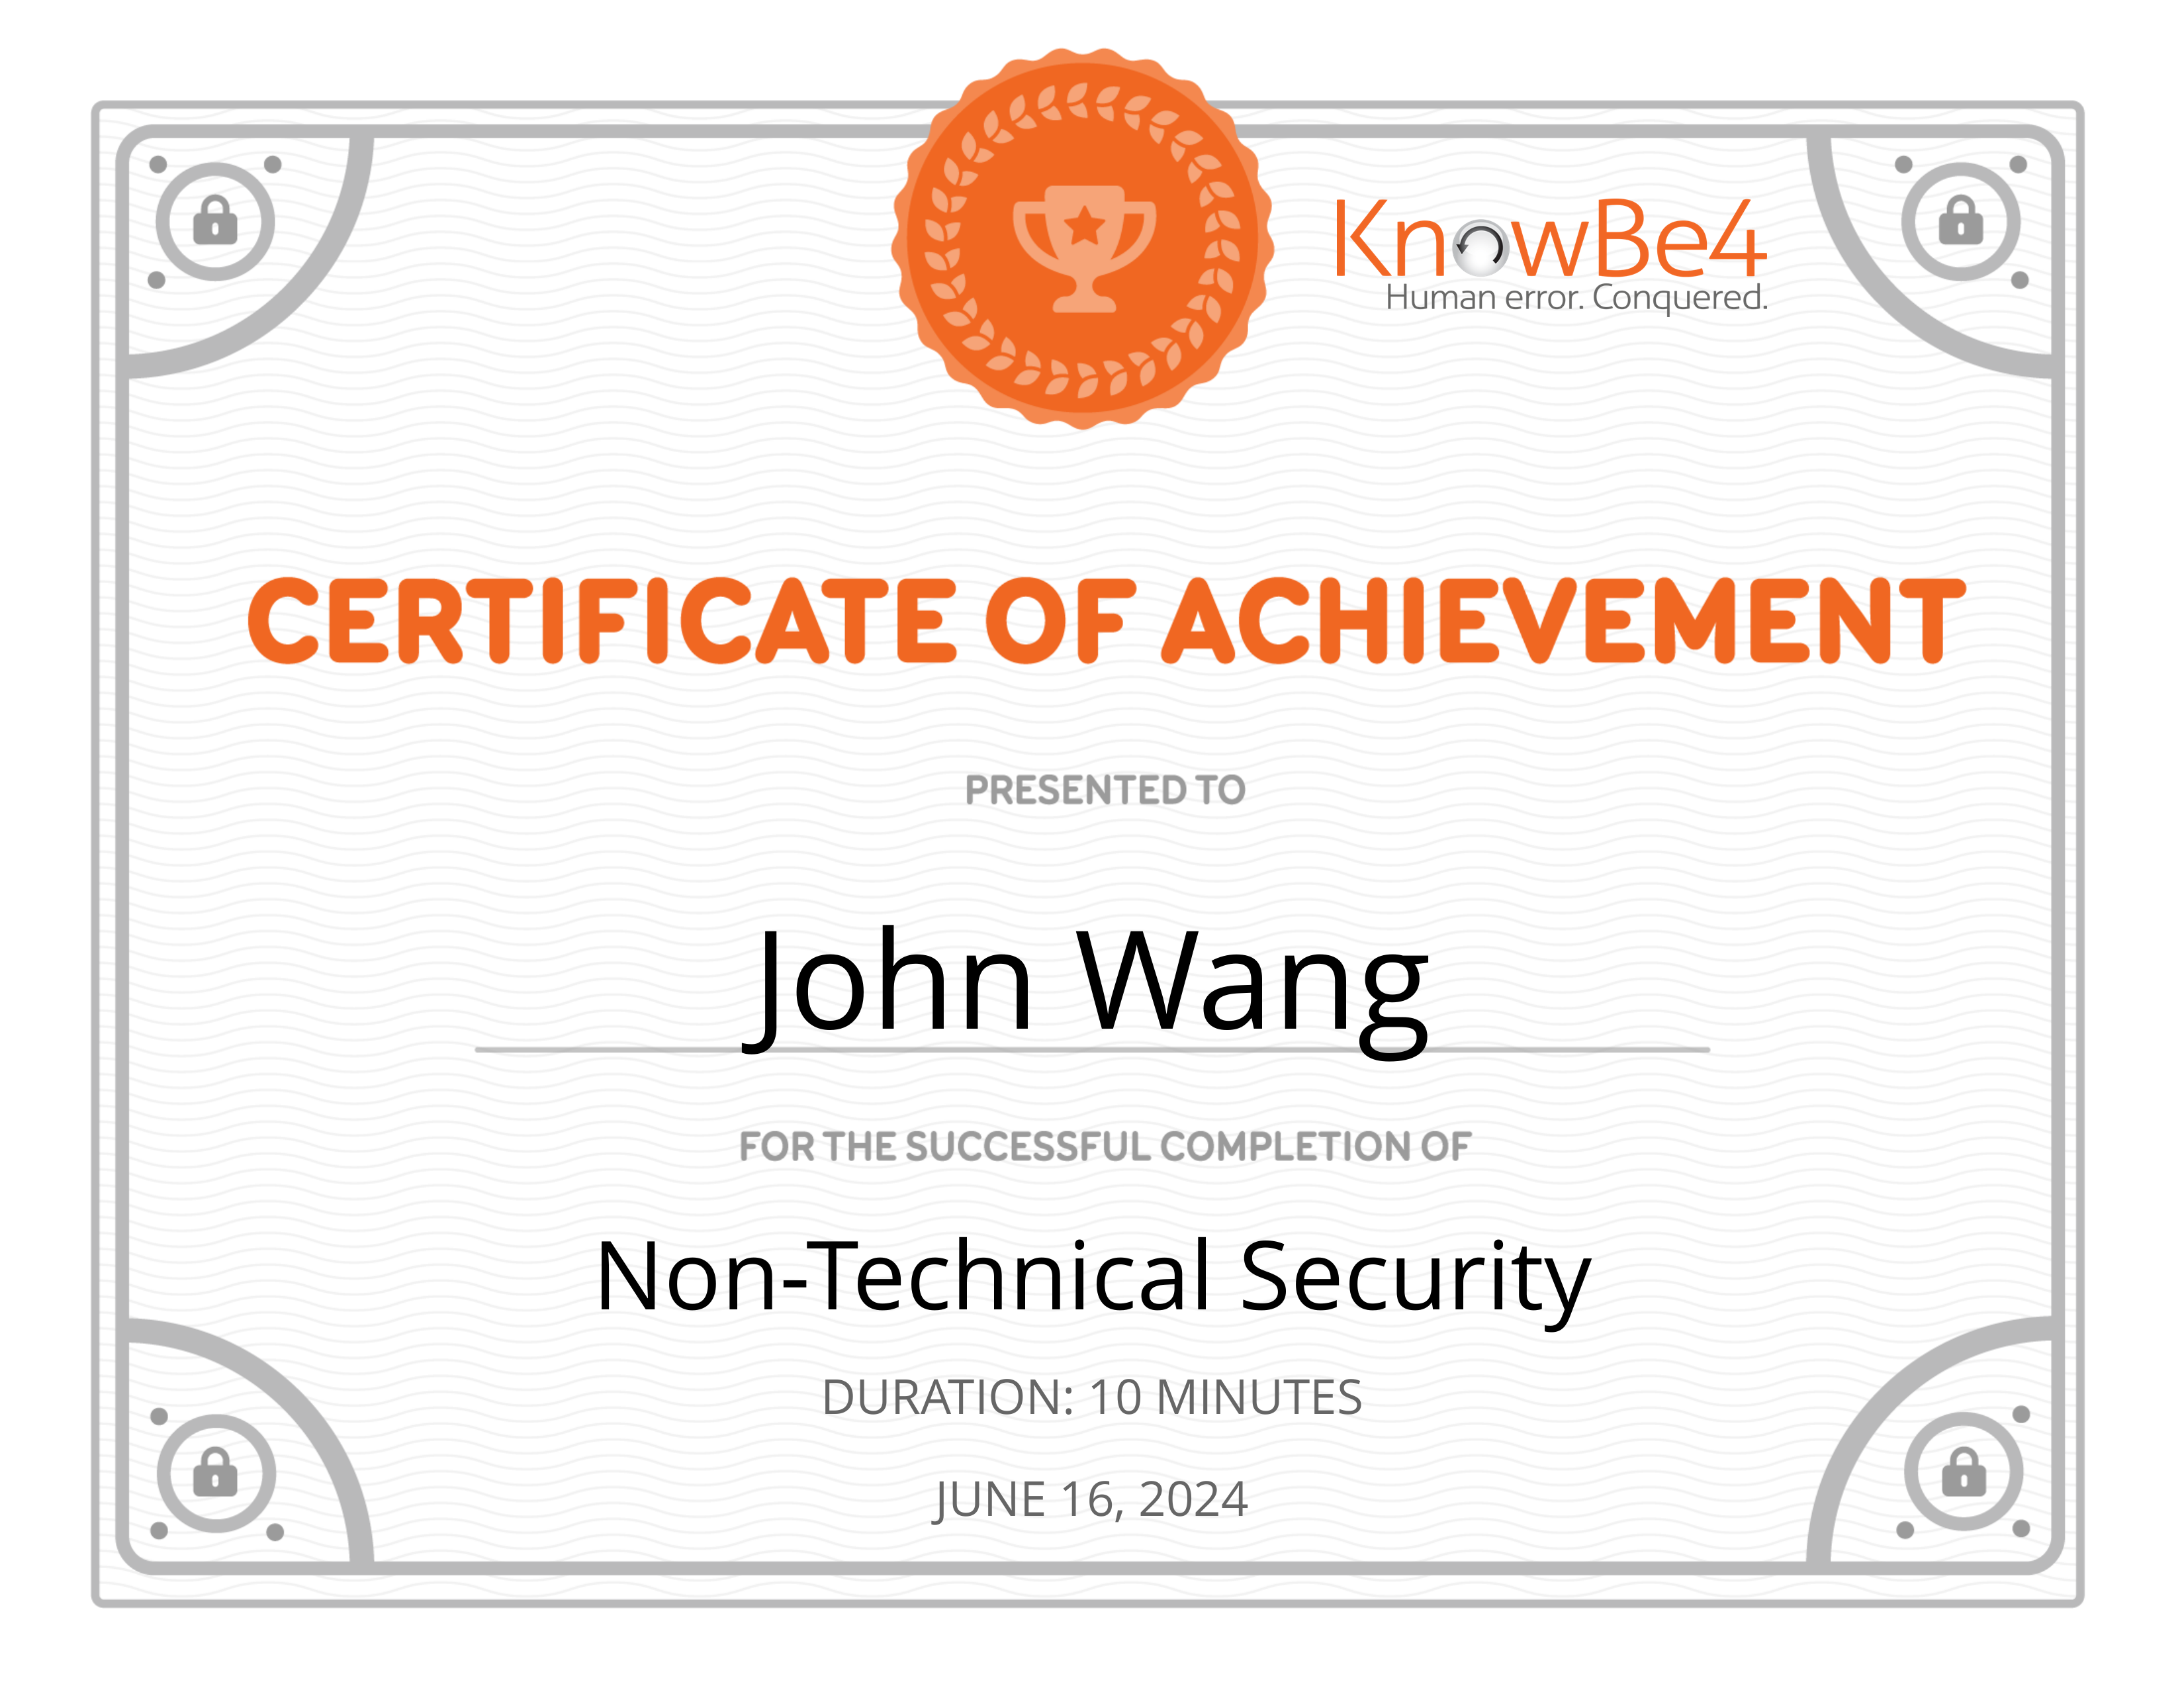 KnowBe4
Human error. Conquered.
CERTIFICATE OF ACHIEVEMENT
PRESENTED TO
John Wang
FOR THE SUCCESSFUL COMPLETION OF
Non-Technical Security
DURATION: 10 MINUTES
JUNE 16, 2024